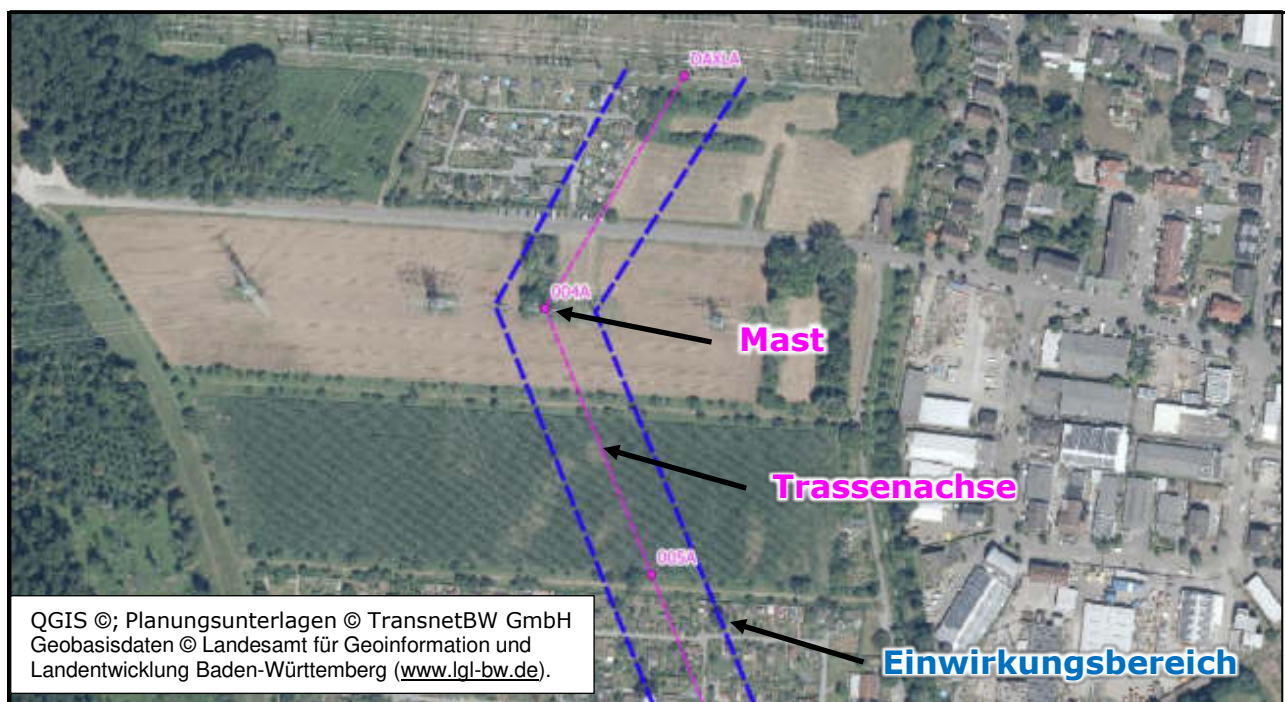 DAXLA
004A
Mast
Trassenachse
005A
QGIS ©; Planungsunterlagen © TransnetBW GmbH
Geobasisdaten © Landesamt für Geoinformation und
Landentwicklung Baden-Württemberg (www.lgl-bw.de).
Einwirkungsbereich